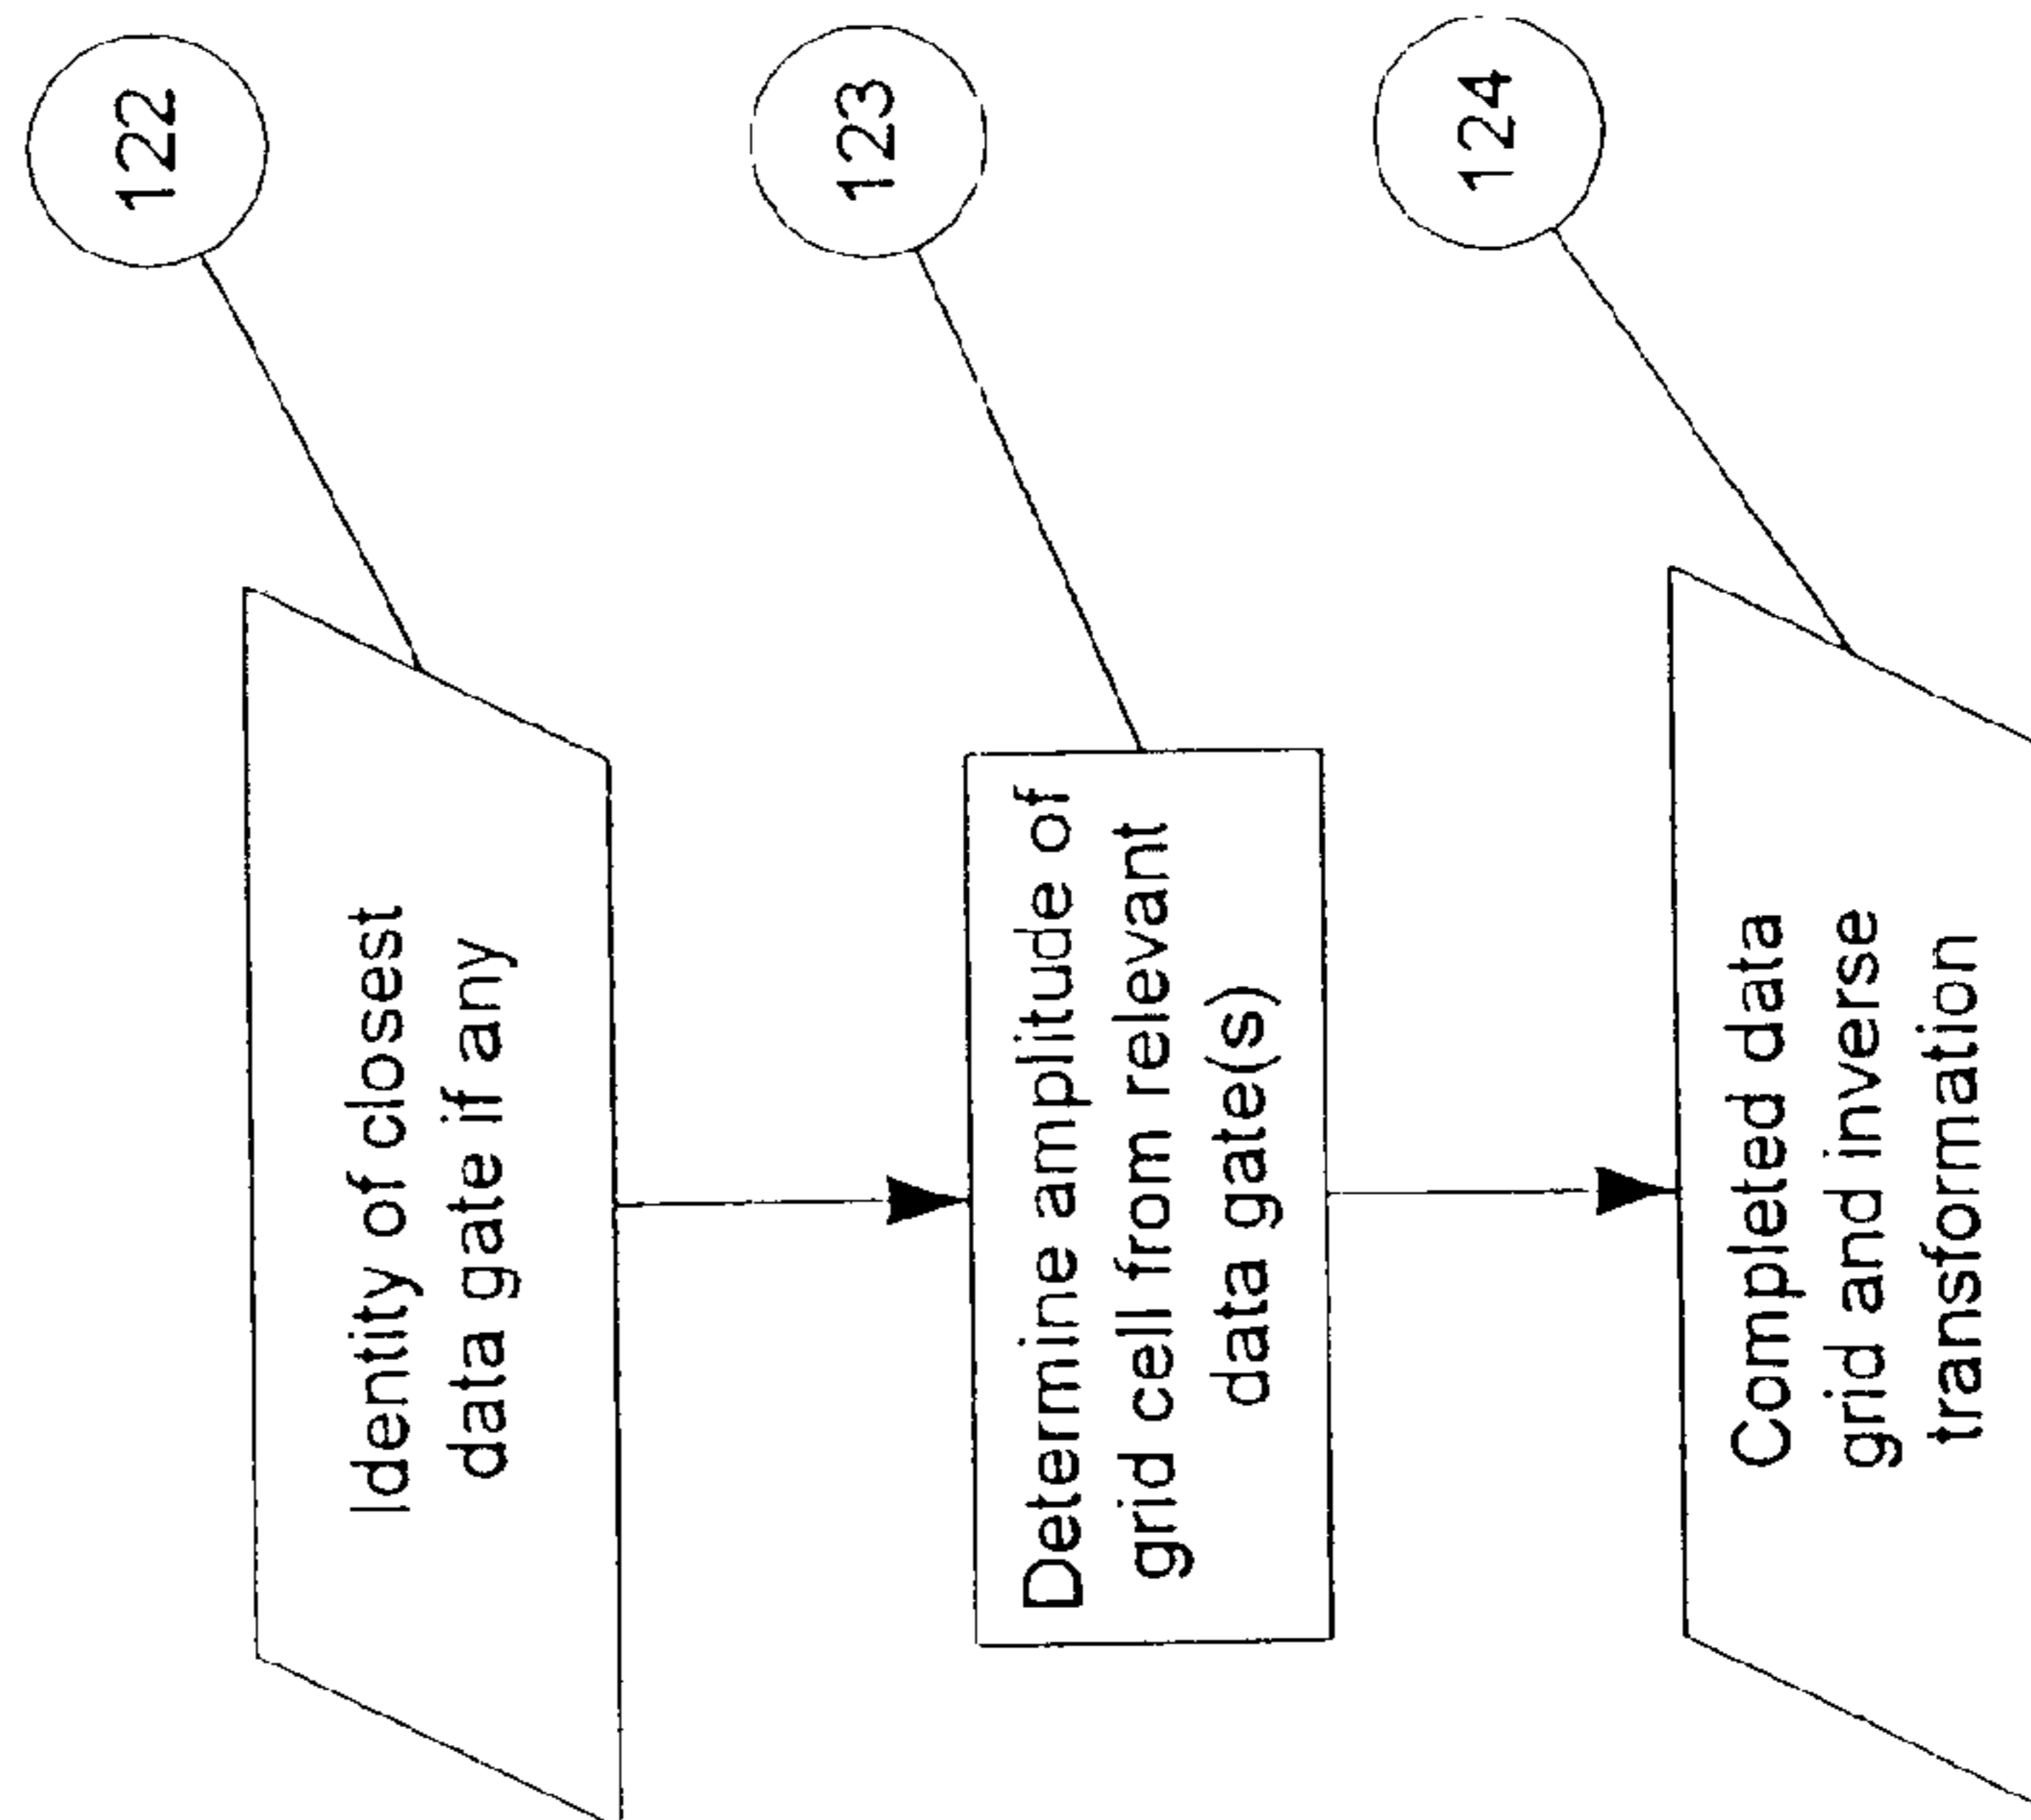 122
Identity of closest
data gate if any
123
Determine amplitude of
grid cell from relevant
data gate(s)
124
Completed data
grid and inverse
transformation